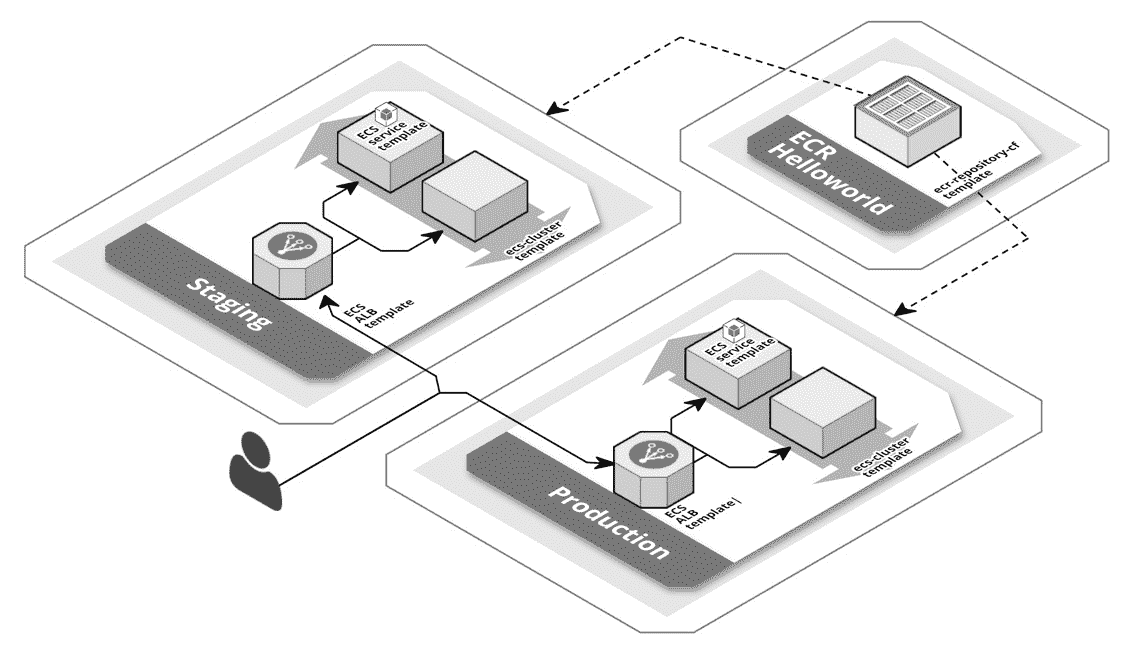 ECS
service
template
ecs-cluster
template
ECS
ALB
template
Staging
ECR
Helloworld
ecr-repository-cf
template
ECS
service
template
ecs-cluster
template
ECS
ALB
template|
Production